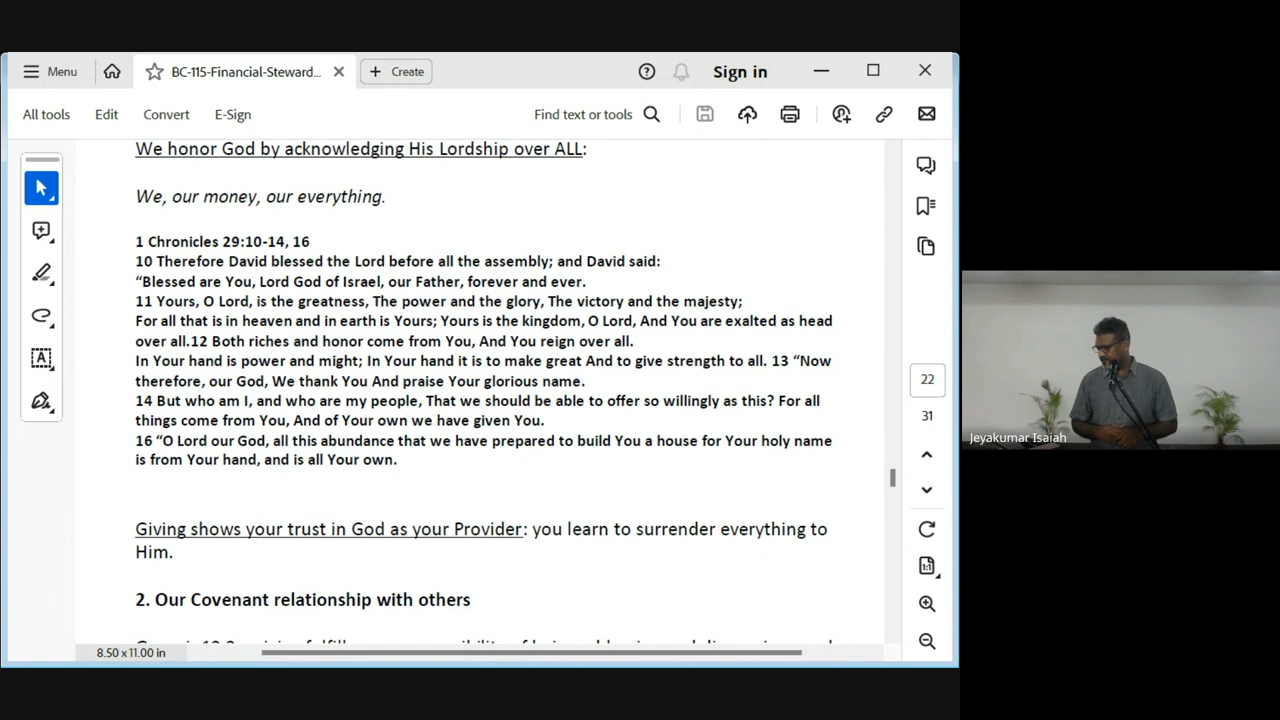 Menu
BC-115-Financial-Steward...
Create
Sign in
All tools
Edit
Convert
E-Sign
Find text or tools
We honor God by acknowledging His Lordship over ALL:
We, our money, our everything.
1 Chronicles 29:10-14, 16
10 Therefore David blessed the Lord before all the assembly; and David said:
“Blessed are You, Lord God of Israel, our Father, forever and ever.
11 Yours, O Lord, is the greatness, The power and the glory, The victory and the majesty;
For all that is in heaven and in earth is Yours; Yours is the kingdom, O Lord, And You are exalted as head
over all.12 Both riches and honor come from You, And You reign over all.
In Your hand is power and might; In Your hand it is to make great And to give strength to all. 13 “Now
therefore, our God, We thank You And praise Your glorious name.
14 But who am I, and who are my people, That we should be able to offer so willingly as this? For all
things come from You, And of Your own we have given You.
16 “O Lord our God, all this abundance that we have prepared to build You a house for Your holy name
is from Your hand, and is all Your own.
Giving shows your trust in God as your Provider: you learn to surrender everything to
Him.
2. Our Covenant relationship with others
8.50 x 11.00 in
22
31
1:1
Jeyakumar Isaiah